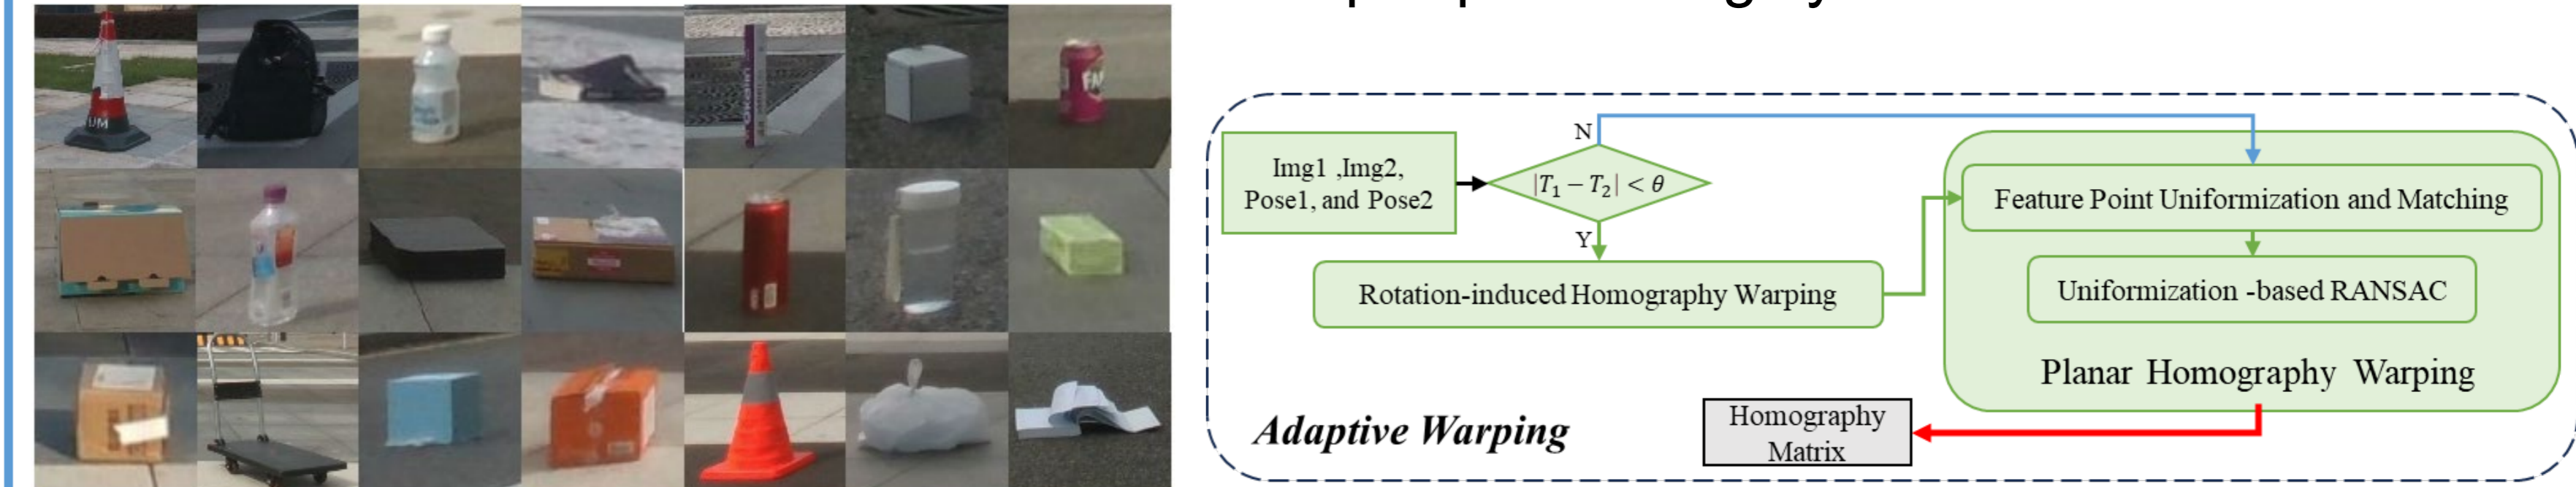 UM
FAN
N
Img1 ,Img2,
Pose1, and Pose2
|T₁ − T₂| < θ
Y
Feature Point Uniformization and Matching
Rotation-induced Homography Warping
Uniformization -based RANSAC
Planar Homography Warping
Adaptive Warping
Homography
Matrix